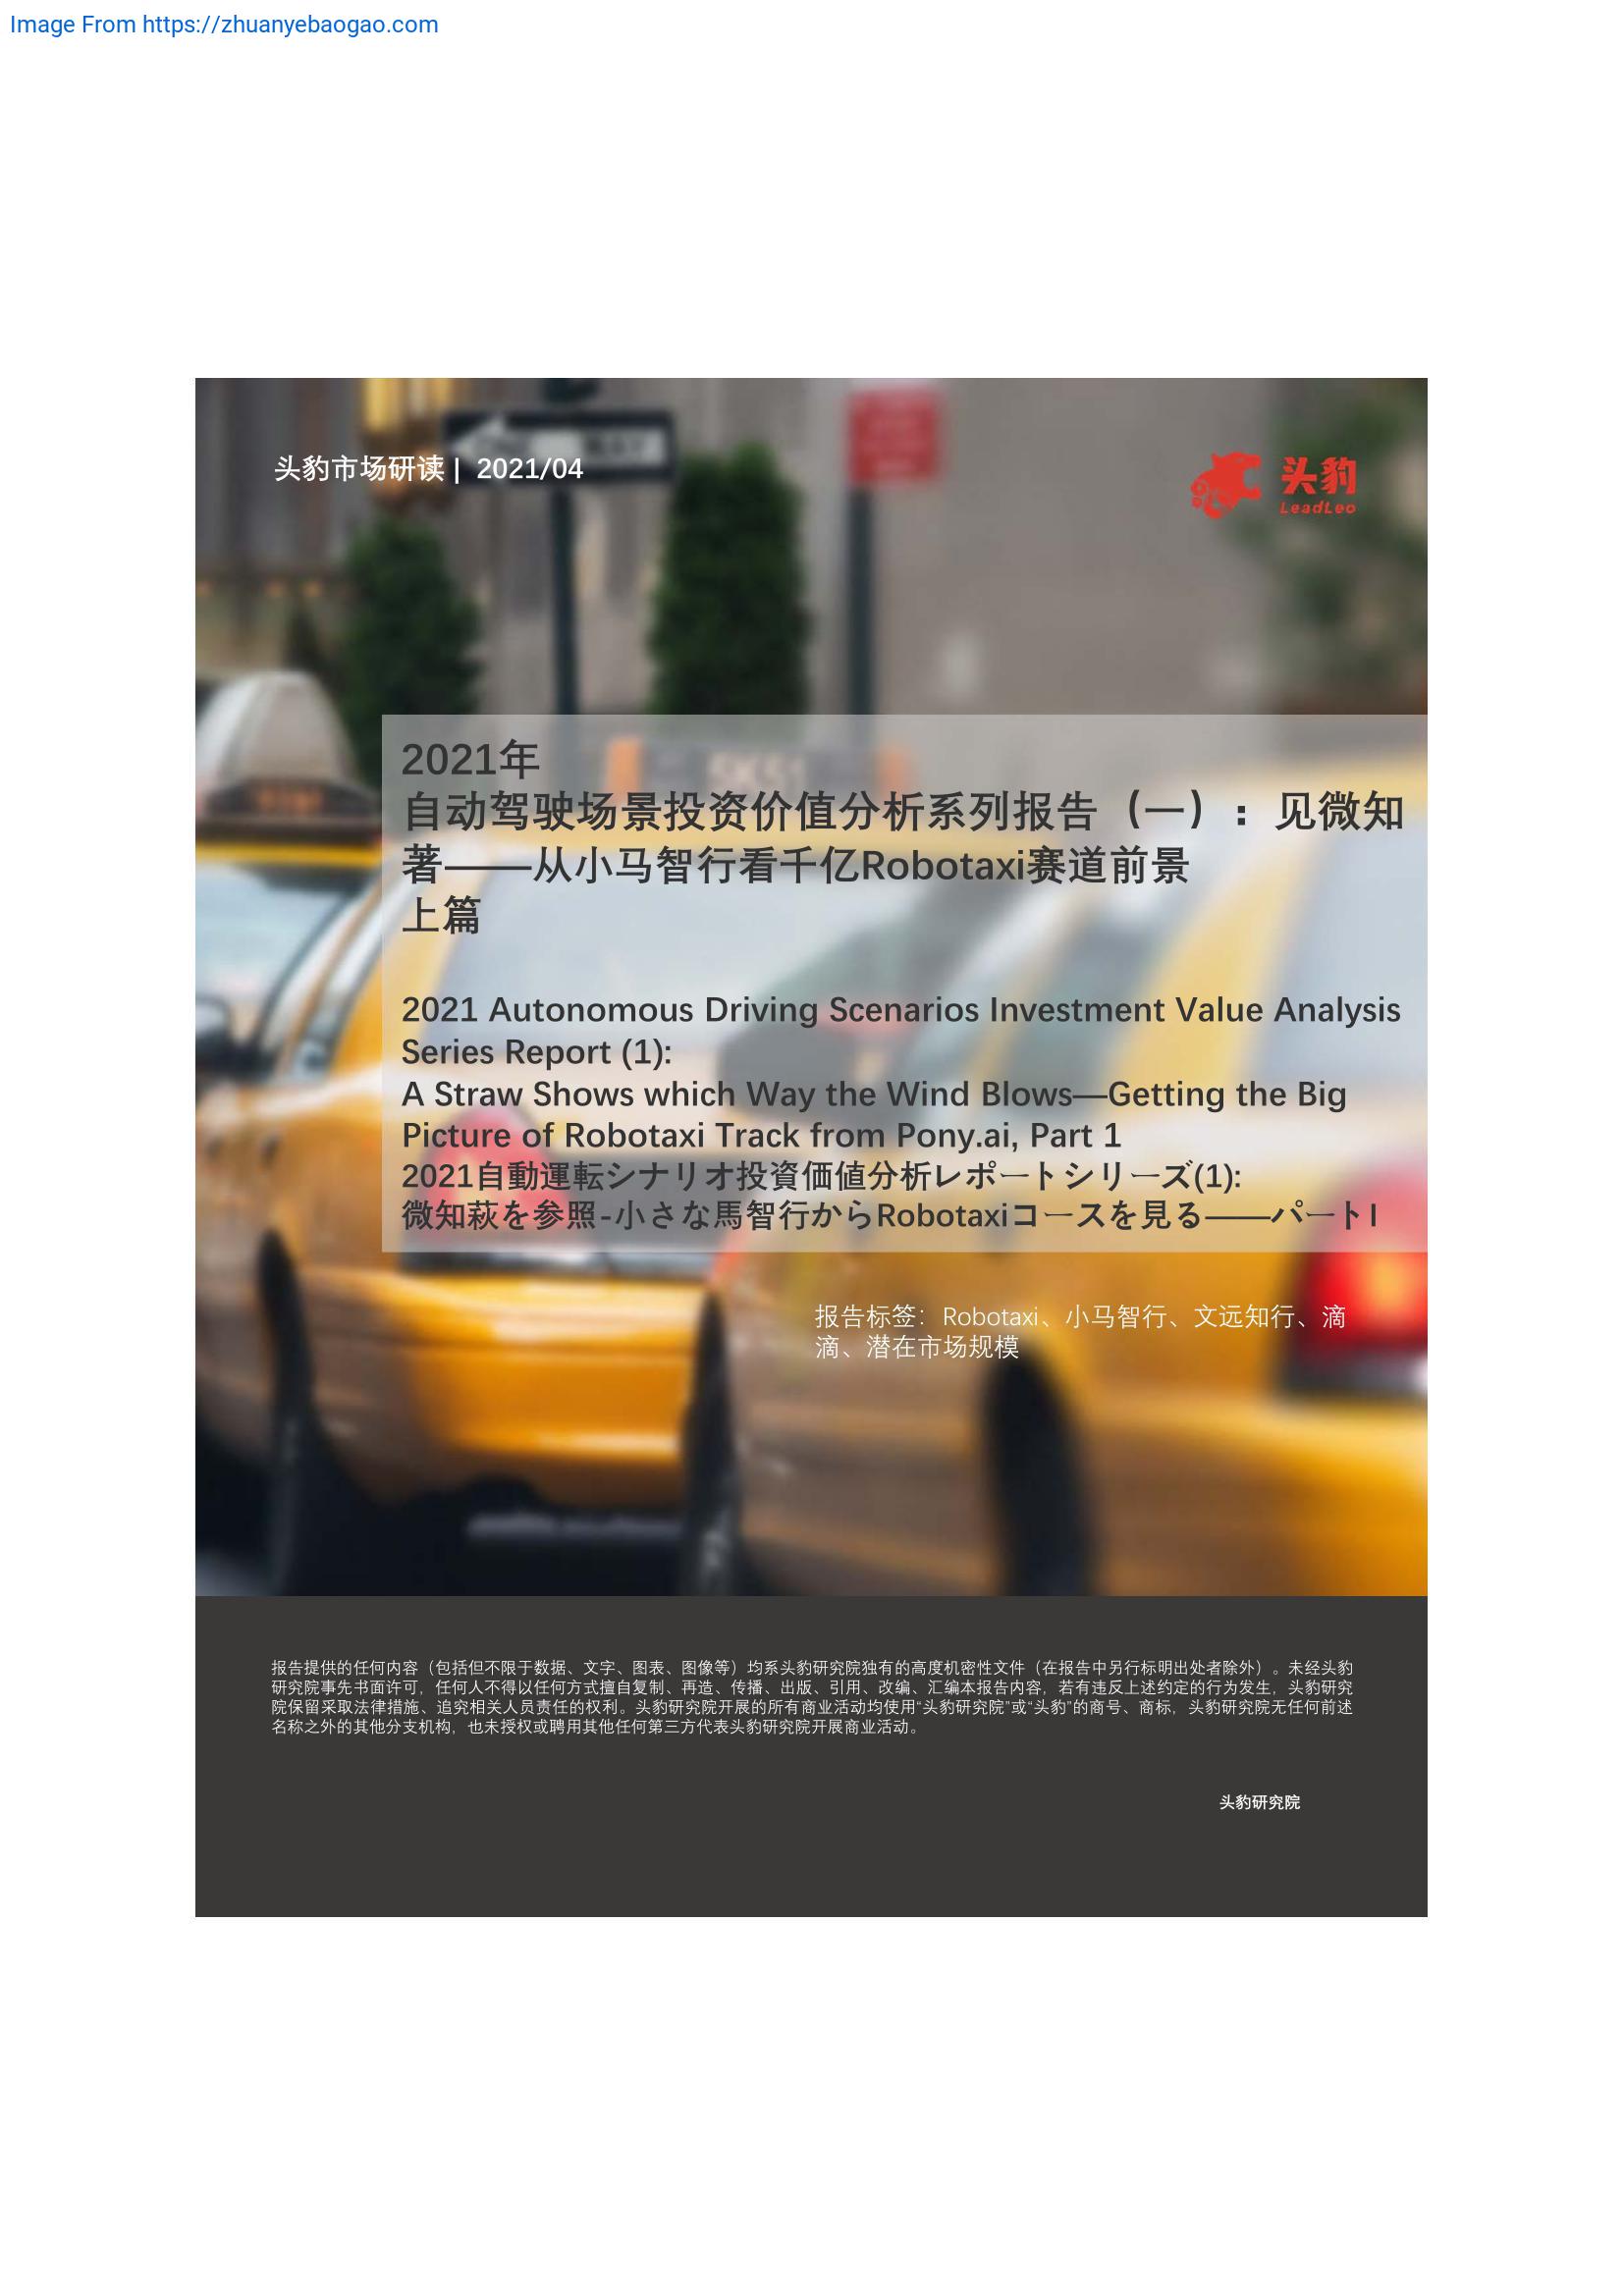 Image From https://zhuanyebaogao.com
头豹市场研读 | 2021/04
头豹
LeadLeo
2021年
自动驾驶场景投资价值分析系列报告（一）：见微知
著——从小马智行看千亿Robotaxi赛道前景
上篇
2021 Autonomous Driving Scenarios Investment Value Analysis
Series Report (1):
A Straw Shows which Way the Wind Blows—Getting the Big
Picture of Robotaxi Track from Pony.ai, Part 1
2021自動運転シナリオ投資価値分析レポートシリーズ(1):
微知萩を参照-小さな馬智行からRobotaxiコースを見る——パートI
报告标签：Robotaxi、小马智行、文远知行、滴
滴、潜在市场规模
报告提供的任何内容（包括但不限于数据、文字、图表、图像等）均系头豹研究院独有的高度机密性文件（在报告中另行标明出处者除外）。未经头豹
研究院事先书面许可，任何人不得以任何方式擅自复制、再造、传播、出版、引用、改编、汇编本报告内容，若有违反上述约定的行为发生，头豹研究
院保留采取法律措施、追究相关人员责任的权利。头豹研究院开展的所有商业活动均使用“头豹研究院”或“头豹”的商号、商标，头豹研究院无任何前述
名称之外的其他分支机构，也未授权或聘用其他任何第三方代表头豹研究院开展商业活动。
头豹研究院